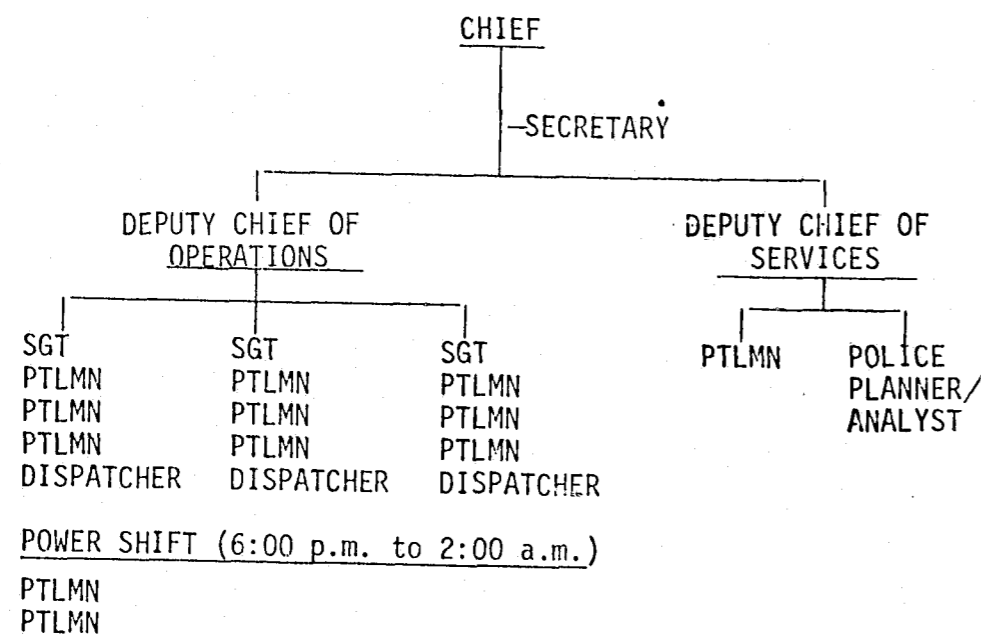 CHIEF
SECRETARY
DEPUTY CHIEF OF
OPERATIONS
DEPUTY CHIEF OF
SERVICES
SGT
PTLMN
PTLMN
PTLMN
DISPATCHER
SGT
PTLMN
PTLMN
PTLMN
DISPATCHER
SGT
PTLMN
PTLMN
PTLMN
DISPATCHER
PTLMN
POLICE
PLANNER/
ANALYST
POWER SHIFT (6:00 p.m. to 2:00 a.m.)
PTLMN
PTLMN